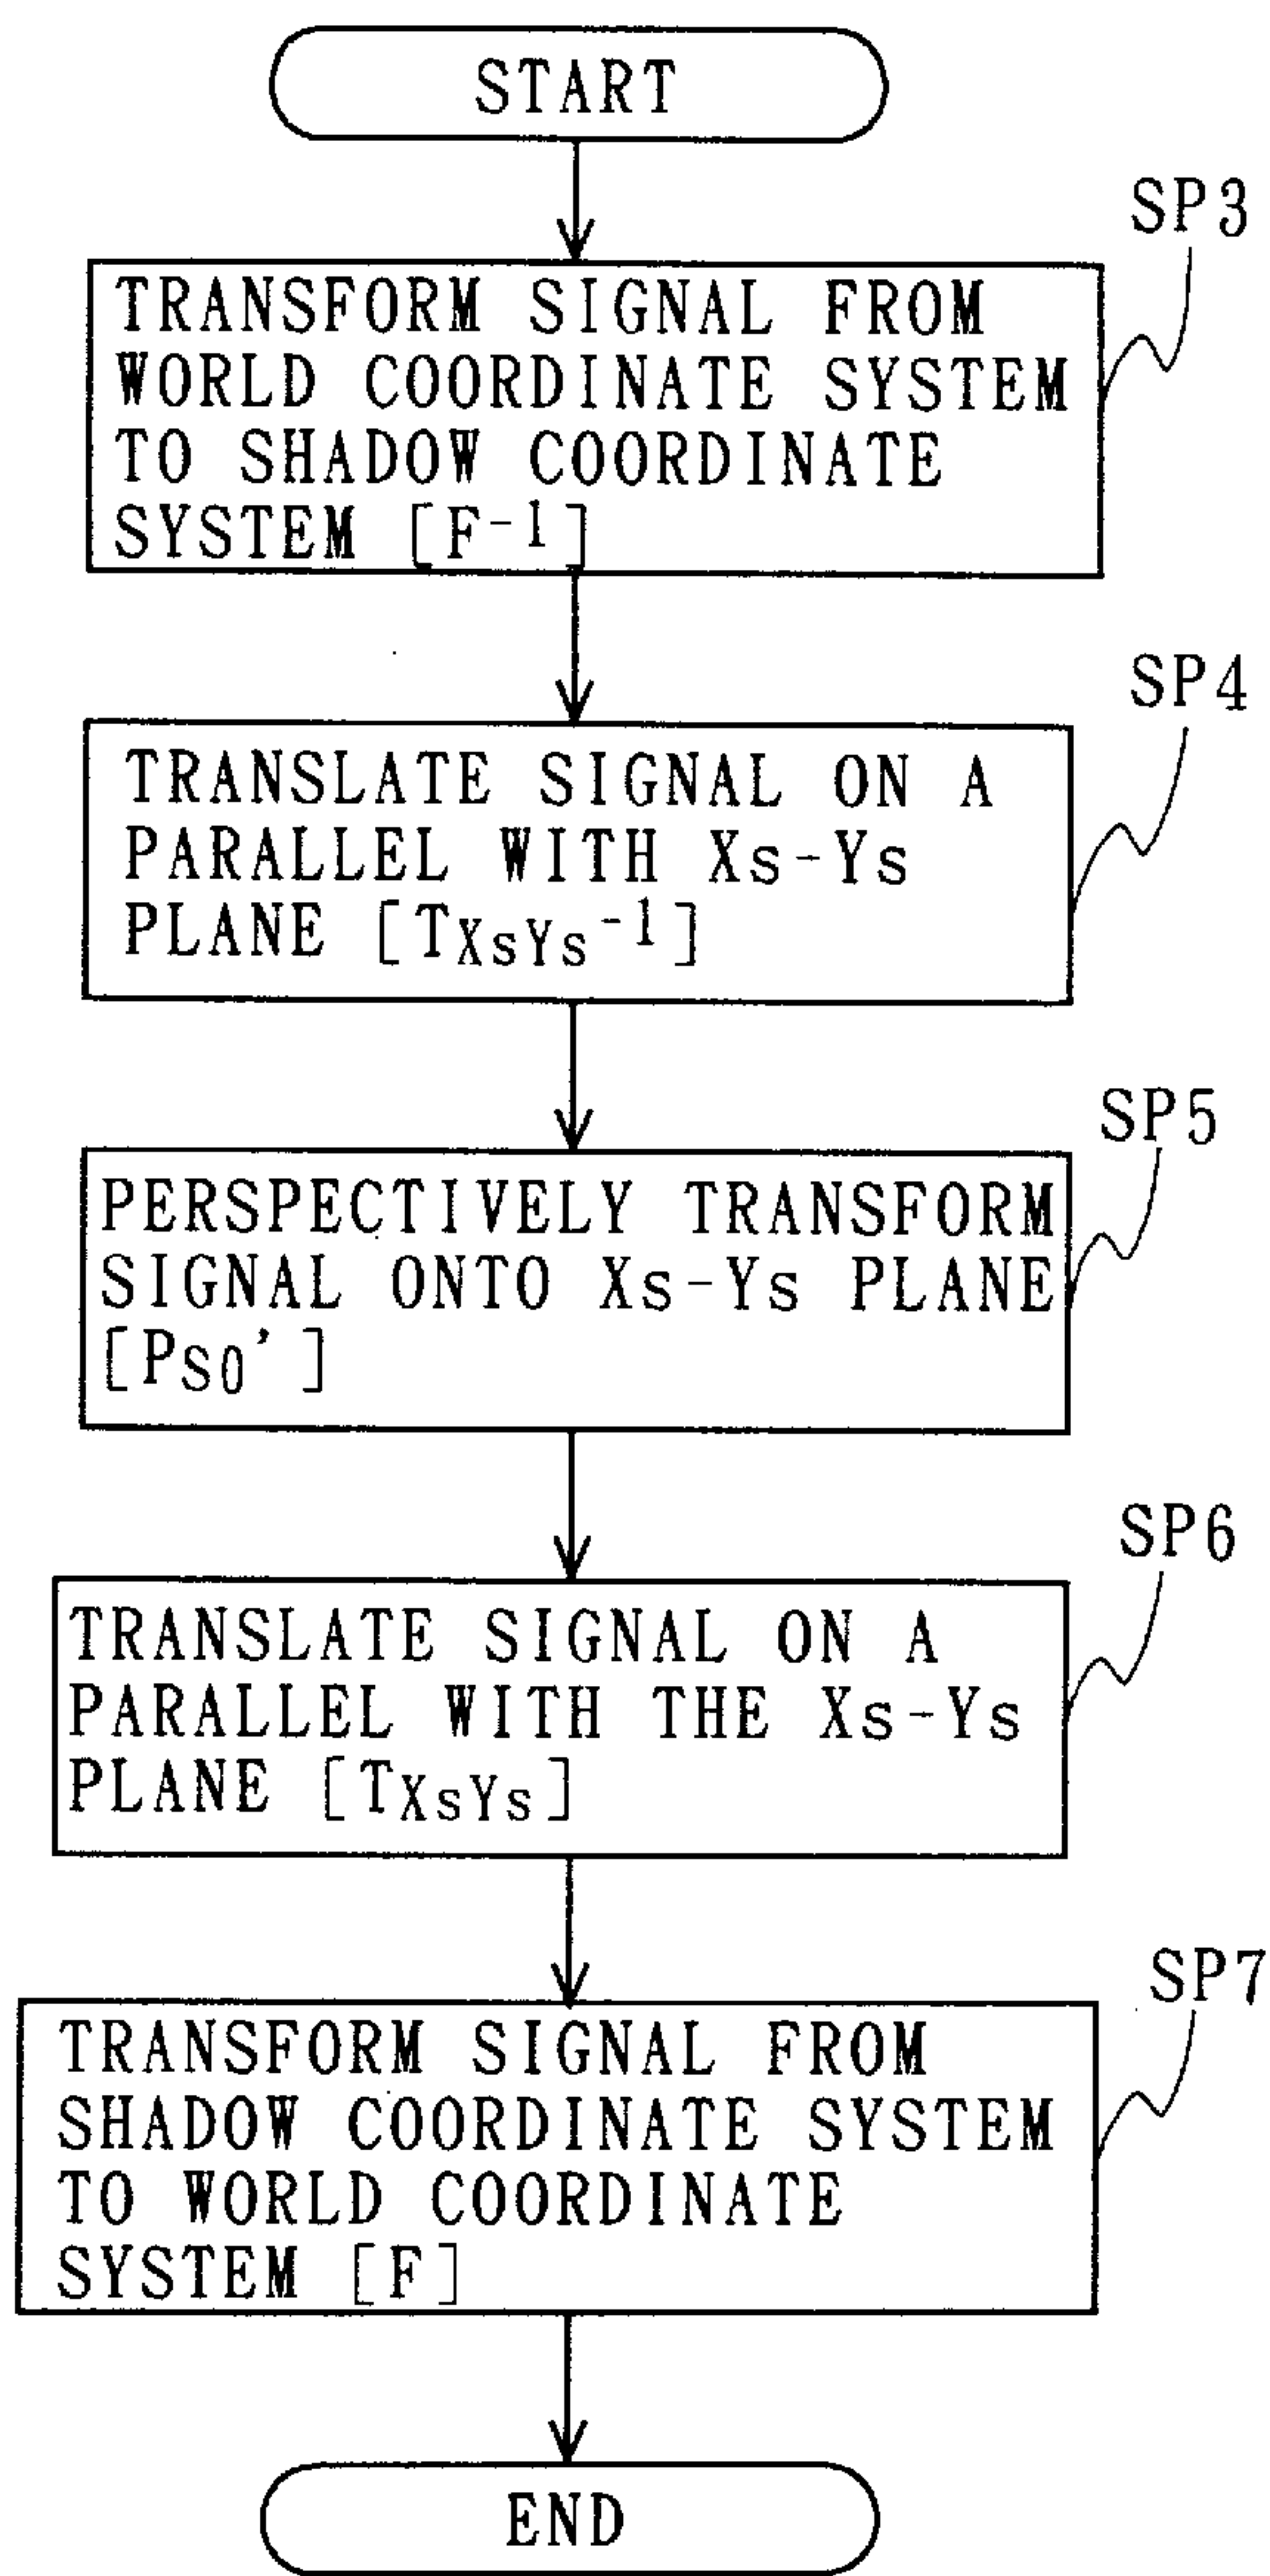 START
SP3
TRANSFORM SIGNAL FROM
WORLD COORDINATE SYSTEM
TO SHADOW COORDINATE
SYSTEM [F⁻¹]
SP4
TRANSLATE SIGNAL ON A
PARALLEL WITH Xs-Ys
PLANE [TXsYs⁻¹]
SP5
PERSPECTIVELY TRANSFORM
SIGNAL ONTO Xs-Ys PLANE
[Ps0']
SP6
TRANSLATE SIGNAL ON A
PARALLEL WITH THE Xs-Ys
PLANE [TXsYs]
SP7
TRANSFORM SIGNAL FROM
SHADOW COORDINATE SYSTEM
TO WORLD COORDINATE
SYSTEM [F]
END